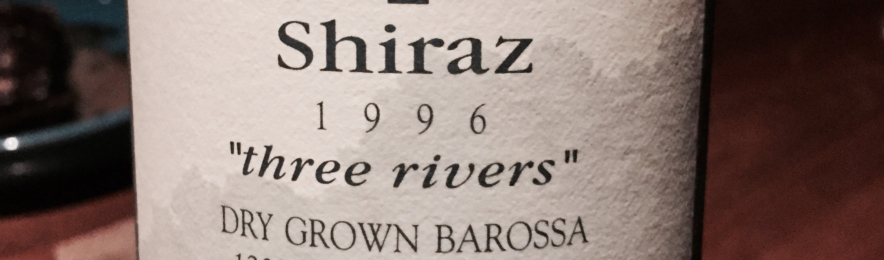 Shiraz
1 9 9 6
"three rivers"
DRY GROWN BAROSSA